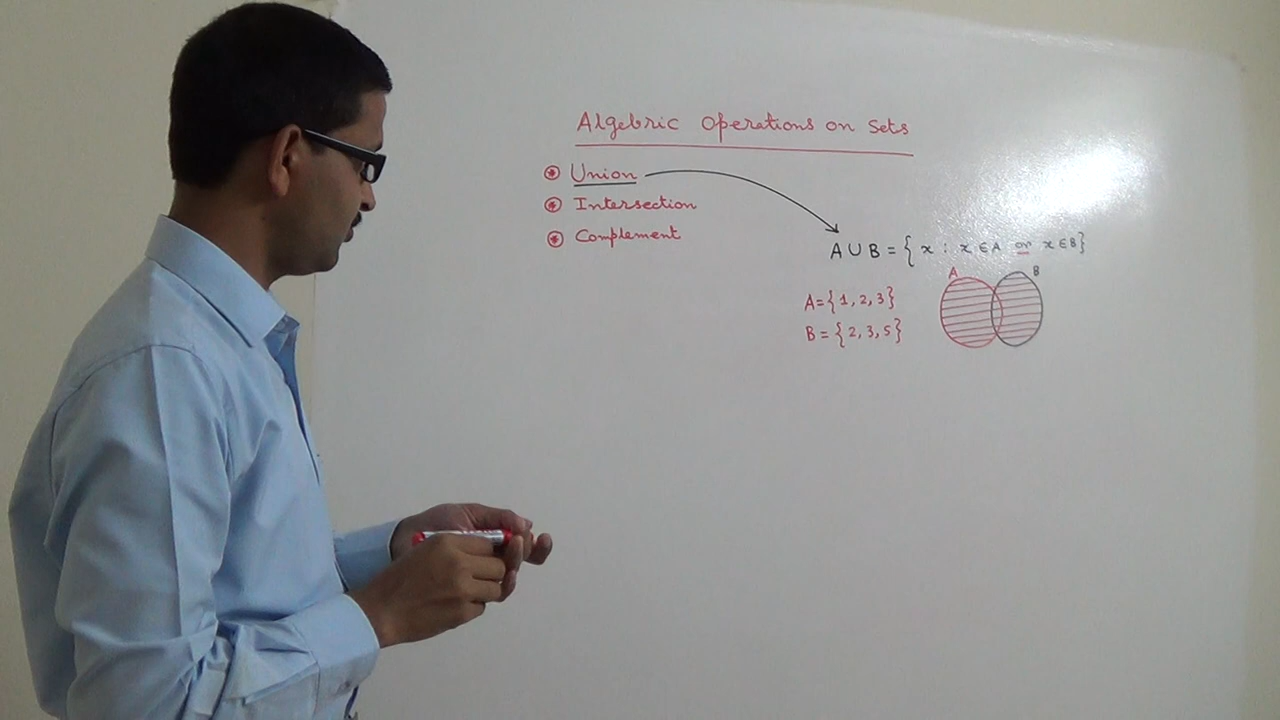 Algebric Operations on Sets
Union
Intersection
Complement
A ∪ B = { x : x ∈ A or x ∈ B }
A = { 1, 2, 3 }
B = { 2, 3, 5 }
A
B